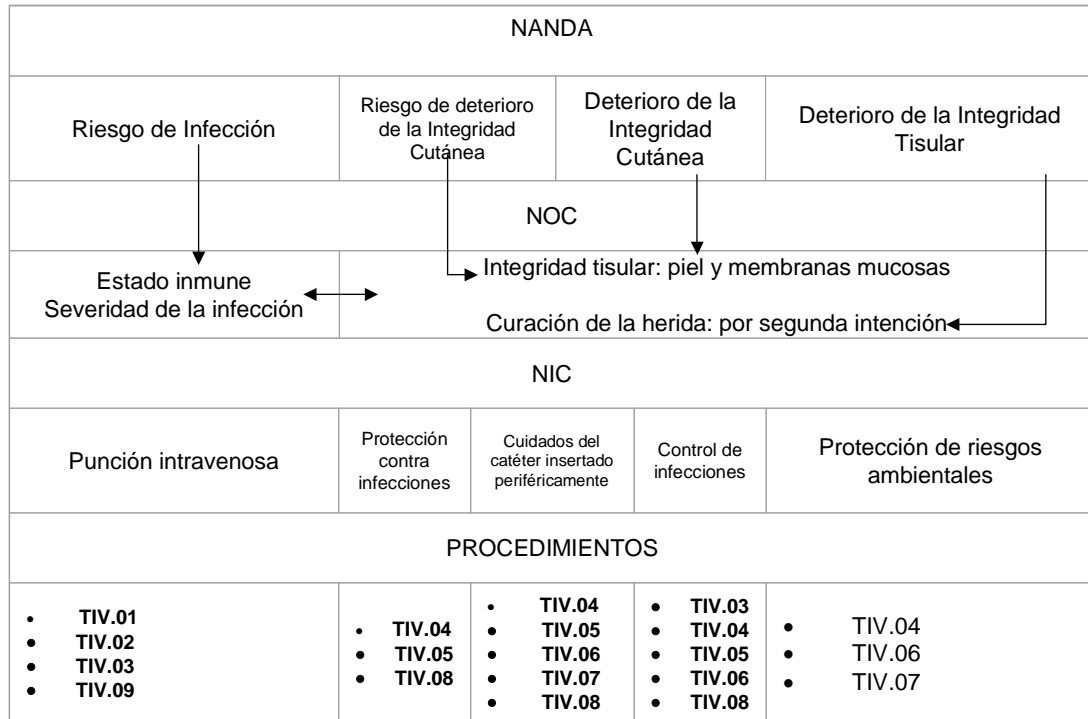 NANDA
Riesgo de Infección
Riesgo de deterioro
de la Integridad
Cutánea
Deterioro de la
Integridad
Cutánea
Deterioro de la Integridad
Tisular
NOC
Estado inmune
Severidad de la infección
Integridad tisular: piel y membranas mucosas
Curación de la herida: por segunda intención
NIC
Punción intravenosa
Protección
contra
infecciones
Cuidados del
catéter insertado
periféricamente
Control de
infecciones
Protección de riesgos
ambientales
PROCEDIMIENTOS
• TIV.01
• TIV.02
• TIV.03
• TIV.09
• TIV.04
• TIV.05
• TIV.08
• TIV.04
• TIV.05
• TIV.06
• TIV.07
• TIV.08
• TIV.03
• TIV.04
• TIV.05
• TIV.06
• TIV.08
• TIV.04
• TIV.06
• TIV.07